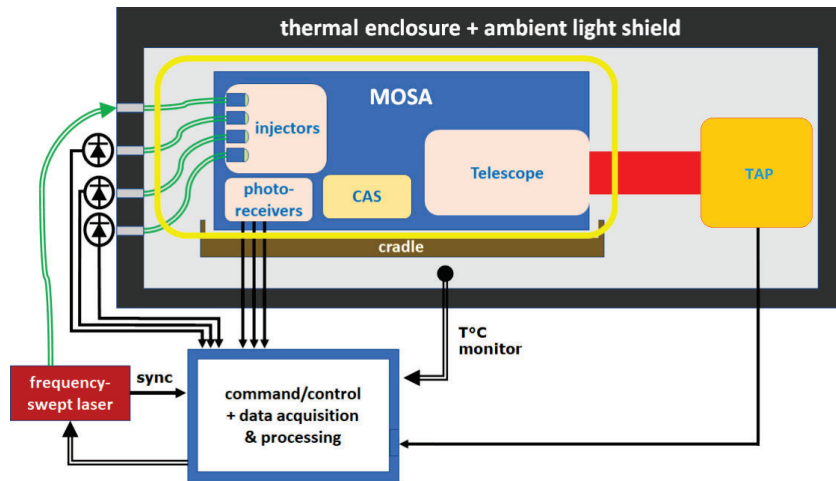 thermal enclosure + ambient light shield
MOSA
injectors
Telescope
TAP
photo-
receivers
CAS
cradle
T°C
monitor
sync
frequency-
swept laser
command/control
+ data acquisition
& processing